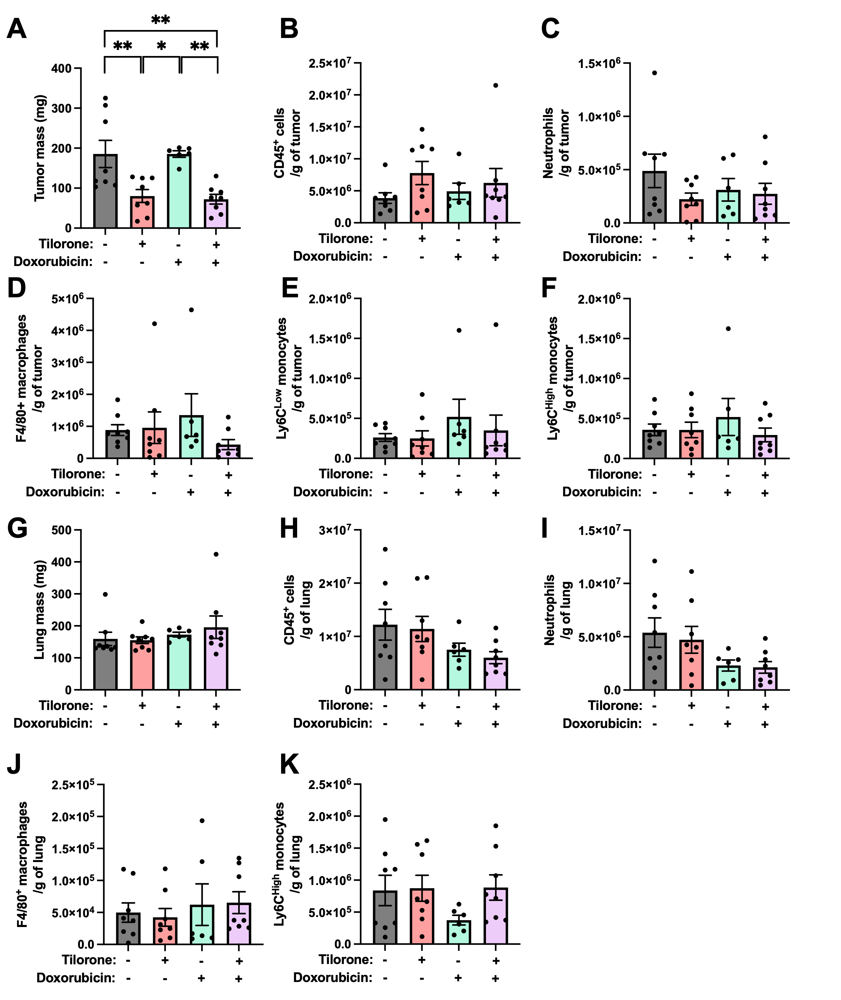 A
**
** * **
Tumor mass (mg)
400
300
200
100
0
Tilorone: - + - +
Doxorubicin: - - + +
B
CD45⁺ cells
/g of tumor
2.5×10⁷
2.0×10⁷
1.5×10⁷
1.0×10⁷
5.0×10⁶
0.0
Tilorone: - + - +
Doxorubicin: - - + +
C
Neutrophils
/g of tumor
1.5×10⁶
1.0×10⁶
5.0×10⁵
0.0
Tilorone: - + - +
Doxorubicin: - - + +
D
F4/80+ macrophages
/g of tumor
5×10⁶
4×10⁶
3×10⁶
2×10⁶
1×10⁶
0
Tilorone: - + - +
Doxorubicin: - - + +
E
Ly6CLow monocytes
/g of tumor
2.0×10⁶
1.5×10⁶
1.0×10⁶
5.0×10⁵
0.0
Tilorone: - + - +
Doxorubicin: - - + +
F
Ly6CHigh monocytes
/g of tumor
2.0×10⁶
1.5×10⁶
1.0×10⁶
5.0×10⁵
0.0
Tilorone: - + - +
Doxorubicin: - - + +
G
Lung mass (mg)
500
400
300
200
100
0
Tilorone: - + - +
Doxorubicin: - - + +
H
CD45⁺ cells
/g of lung
3×10⁷
2×10⁷
1×10⁷
0
Tilorone: - + - +
Doxorubicin: - - + +
I
Neutrophils
/g of lung
1.5×10⁷
1.0×10⁷
5.0×10⁶
0.0
Tilorone: - + - +
Doxorubicin: - - + +
J
F4/80⁺ macrophages
/g of lung
2.5×10⁵
2.0×10⁵
1.5×10⁵
1.0×10⁵
5.0×10⁴
0.0
Tilorone: - + - +
Doxorubicin: - - + +
K
Ly6CHigh monocytes
/g of lung
2.5×10⁶
2.0×10⁶
1.5×10⁶
1.0×10⁶
5.0×10⁵
0.0
Tilorone: - + - +
Doxorubicin: - - + +